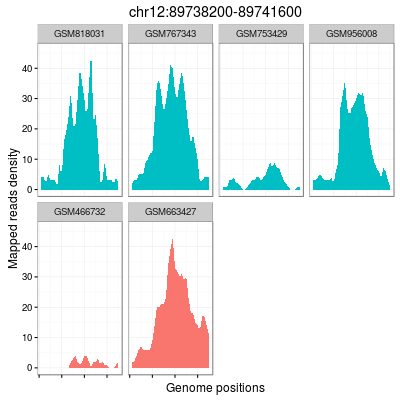 chr12:89738200-89741600
GSM818031 GSM767343 GSM753429 GSM956008
40
30
20
10
0
GSM466732 GSM663427
40
30
20
10
0
Mapped reads density
Genome positions